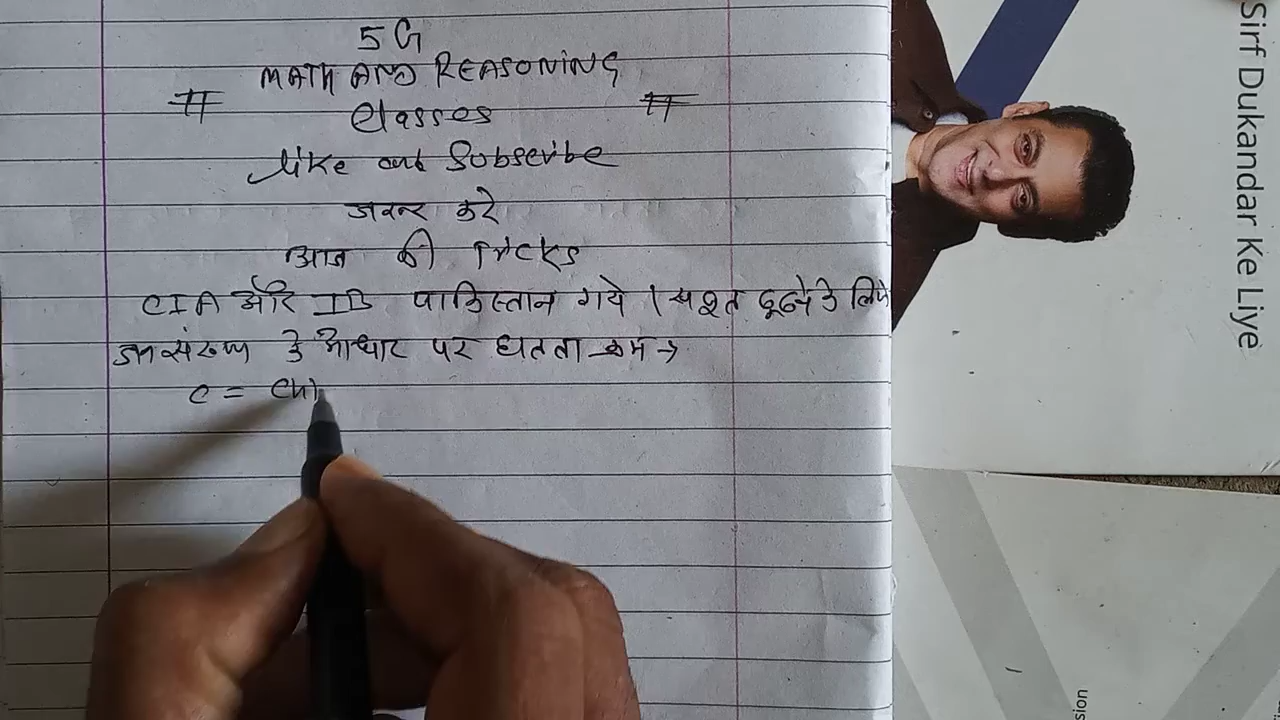 5G
MATH AND REASONING
# Classes #
like and Subscribe
जरूर करे
आज की Tricks
CIA और IB पाकिस्तान गये । सबूत ढूढने के लिये
जनसंख्या के आधार पर घटता क्रम →
C = Chi
Sirf Dukandar Ke Liye
sion